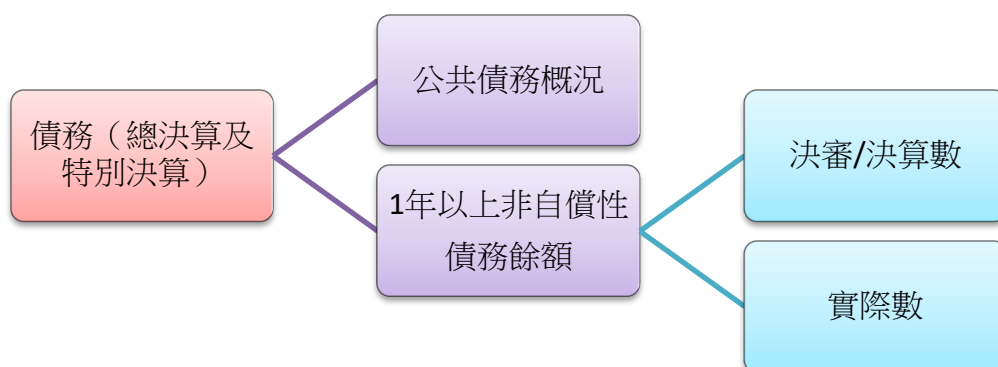 債務（總決算及
特別決算）
公共債務概況
1年以上非自償性
債務餘額
決審/決算數
實際數